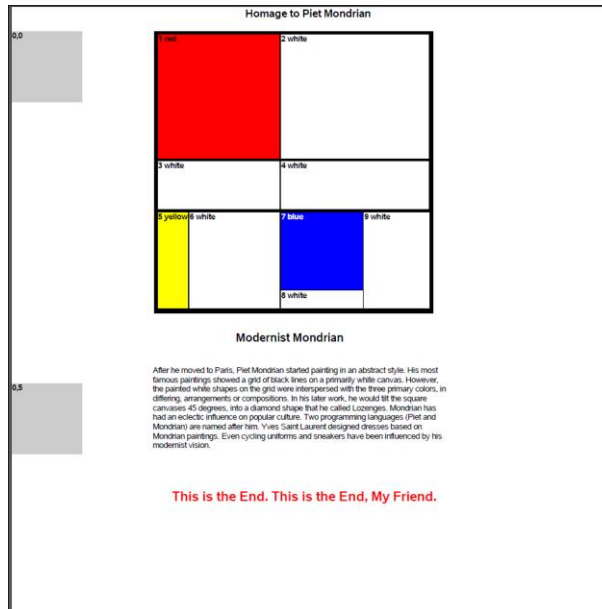 Homage to Piet Mondrian
0,0
1 red
2 white
3 white
4 white
5 yellow
6 white
7 blue
9 white
8 white
Modernist Mondrian
After he moved to Paris, Piet Mondrian started painting in an abstract style. His most
famous paintings showed a grid of black lines on a primarily white canvas. However,
the painted white shapes on the grid were interspersed with the three primary colors, in
differing, arrangements or compositions. In his later work, he would tilt the square
canvases 45 degrees, into a diamond shape that he called Lozenges. Mondrian has
had an eclectic influence on popular culture. Two programming languages (Piet and
Mondrian) are named after him. Yves Saint Laurent designed dresses based on
Mondrian paintings. Even cycling uniforms and sneakers have been influenced by his
modernist vision.
0,5
This is the End. This is the End, My Friend.